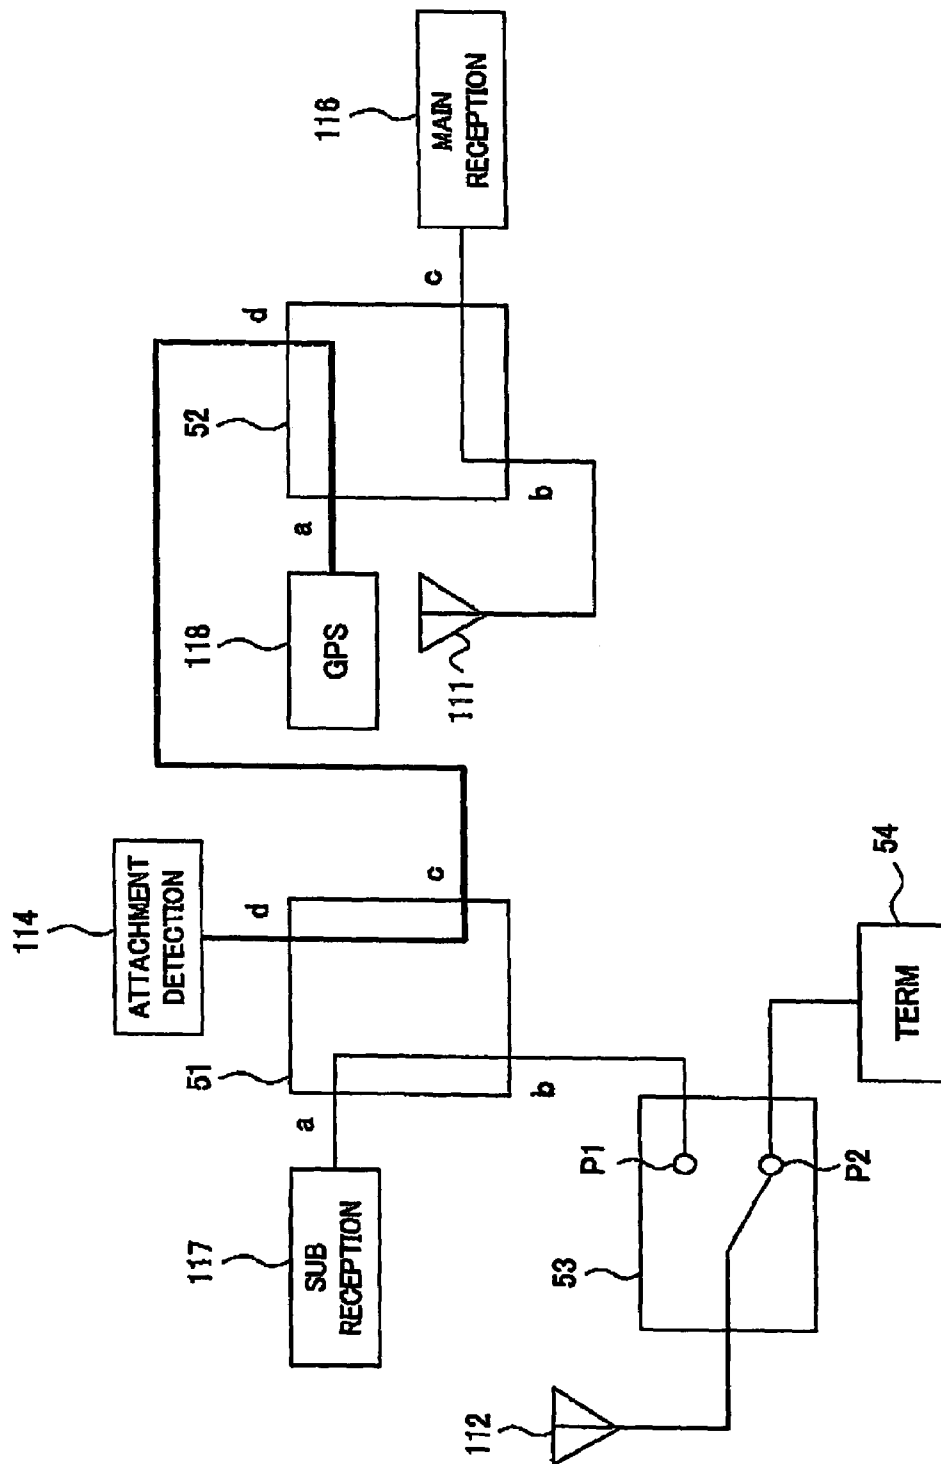 114
ATTACHMENT
DETECTION
117
SUB
RECEPTION
51
a
b
c
d
118
GPS
52
a
b
c
d
116
MAIN
RECEPTION
111
112
53
P1
P2
54
TERM